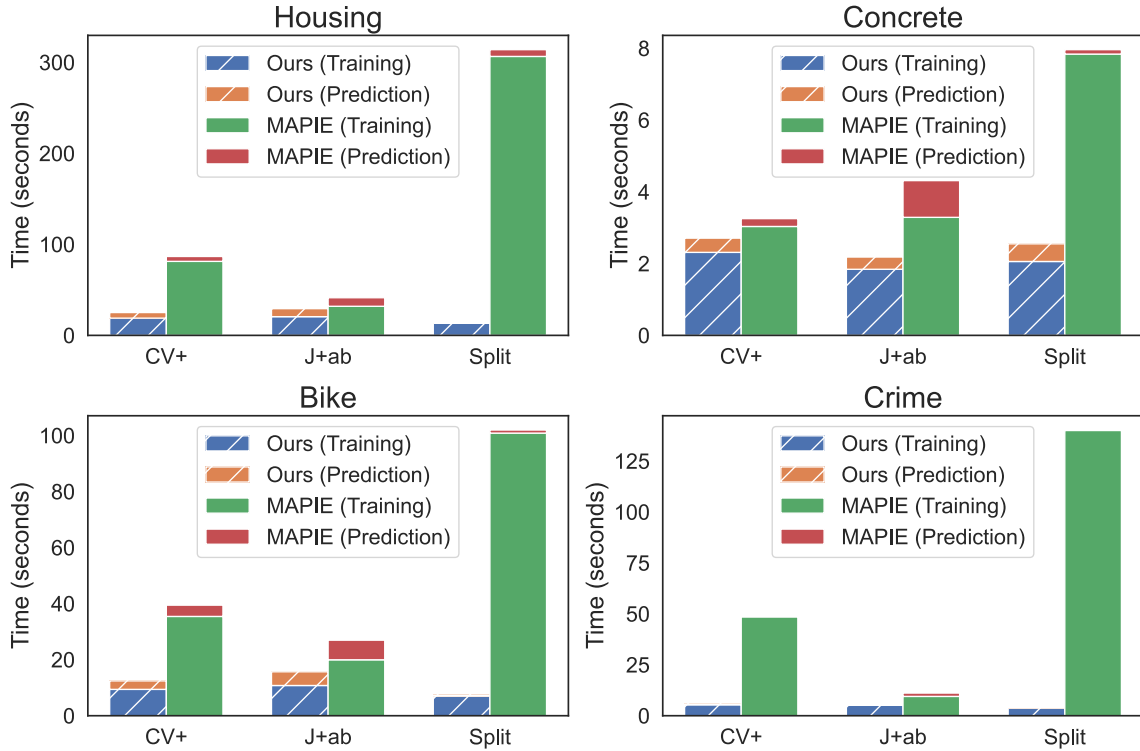 Housing
Time (seconds)
300
200
100
0
Ours (Training)
Ours (Prediction)
MAPIE (Training)
MAPIE (Prediction)
CV+ J+ab Split
Concrete
Time (seconds)
8
6
4
2
0
Ours (Training)
Ours (Prediction)
MAPIE (Training)
MAPIE (Prediction)
CV+ J+ab Split
Bike
Time (seconds)
100
80
60
40
20
0
Ours (Training)
Ours (Prediction)
MAPIE (Training)
MAPIE (Prediction)
CV+ J+ab Split
Crime
Time (seconds)
125
100
75
50
25
0
Ours (Training)
Ours (Prediction)
MAPIE (Training)
MAPIE (Prediction)
CV+ J+ab Split